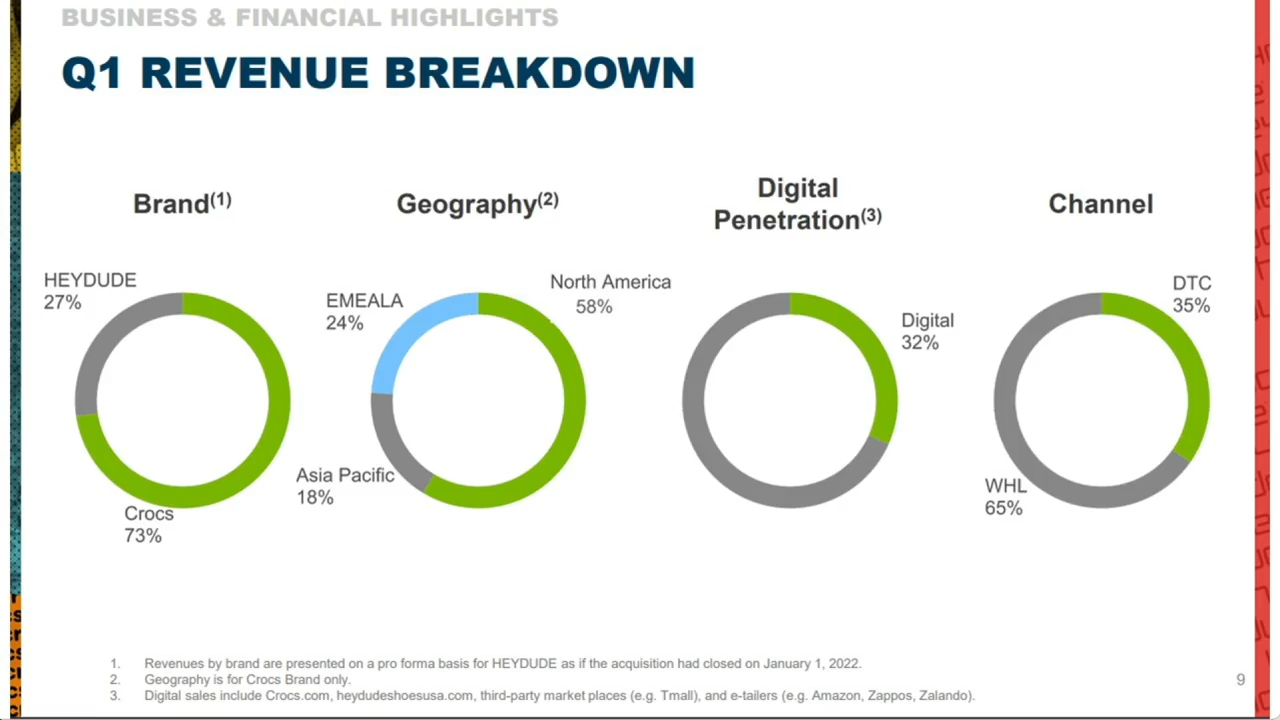 BUSINESS & FINANCIAL HIGHLIGHTS
Q1 REVENUE BREAKDOWN
Brand(1)
HEYDUDE
27%
Crocs
73%
Geography(2)
North America
58%
EMEALA
24%
Asia Pacific
18%
Digital
Penetration(3)
Digital
32%
Channel
DTC
35%
WHL
65%
1. Revenues by brand are presented on a pro forma basis for HEYDUDE as if the acquisition had closed on January 1, 2022.
2. Geography is for Crocs Brand only.
3. Digital sales include Crocs.com, heydudeshoesusa.com, third-party market places (e.g. Tmall), and e-tailers (e.g. Amazon, Zappos, Zalando).
9